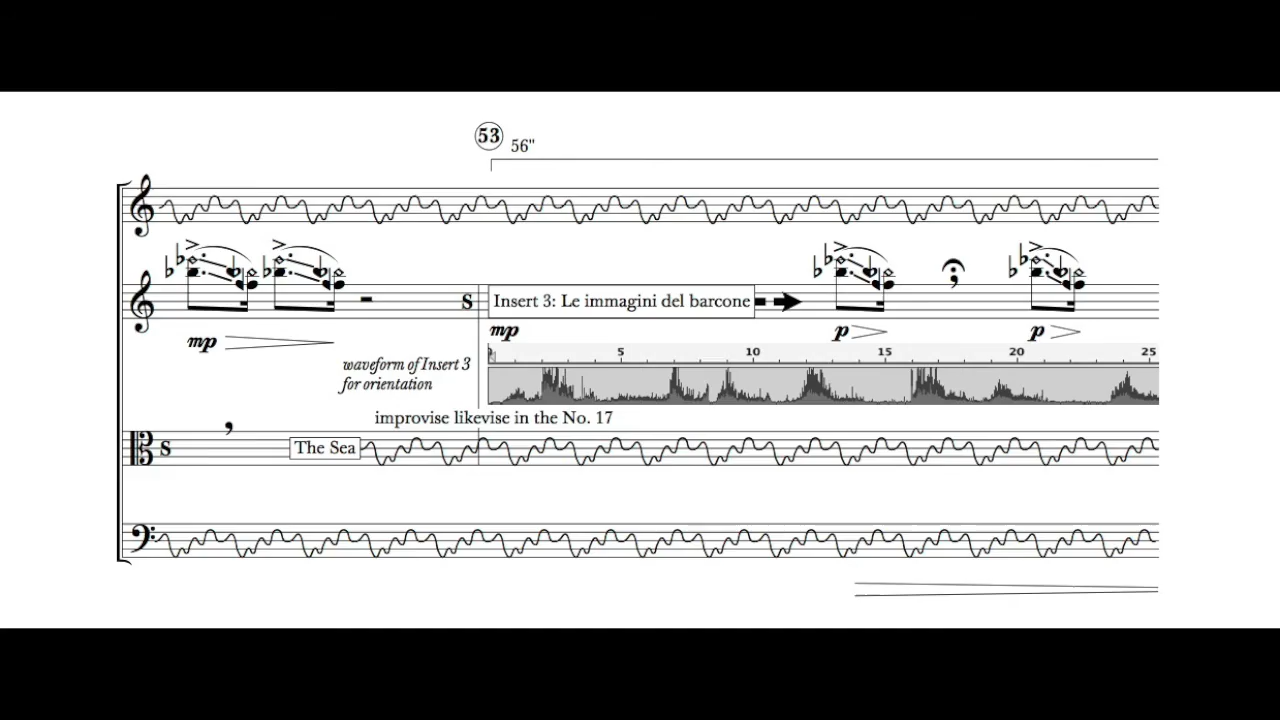 53 56"
S Insert 3: Le immagini del barcone
mp mp p p
waveform of Insert 3
for orientation
5 10 15 20 25
improvise likevise in the No. 17
S The Sea